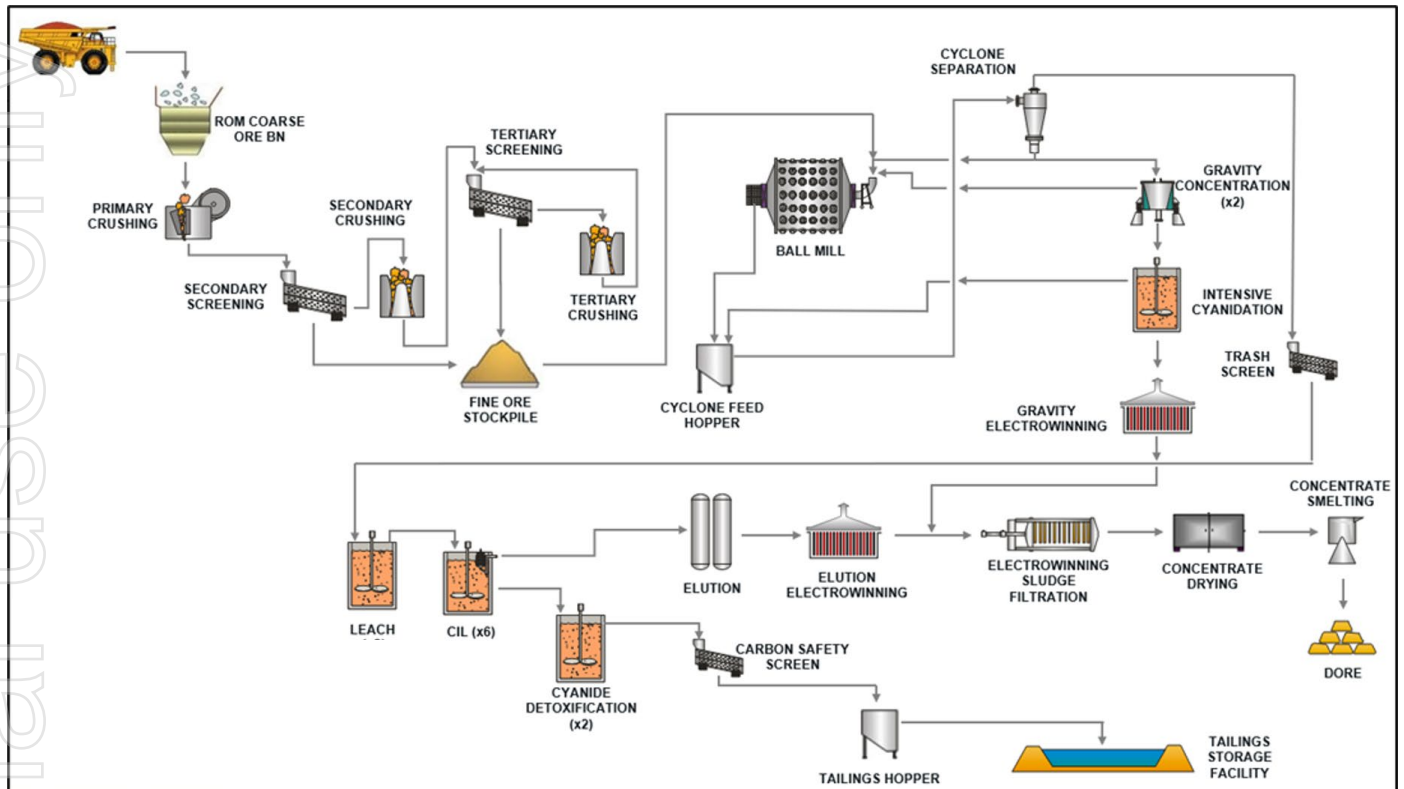 CYCLONE
SEPARATION
ROM COARSE
ORE BN
TERTIARY
SCREENING
GRAVITY
CONCENTRATION
(x2)
PRIMARY
CRUSHING
SECONDARY
CRUSHING
BALL MILL
SECONDARY
SCREENING
TERTIARY
CRUSHING
INTENSIVE
CYANIDATION
TRASH
SCREEN
FINE ORE
STOCKPILE
CYCLONE FEED
HOPPER
GRAVITY
ELECTROWINNING
CONCENTRATE
SMELTING
LEACH
CIL (x6)
ELUTION
ELUTION
ELECTROWINNING
ELECTROWINNING
SLUDGE
FILTRATION
CONCENTRATE
DRYING
DORE
CYANIDE
DETOXIFICATION
(x2)
CARBON SAFETY
SCREEN
TAILINGS HOPPER
TAILINGS
STORAGE
FACILITY
use only